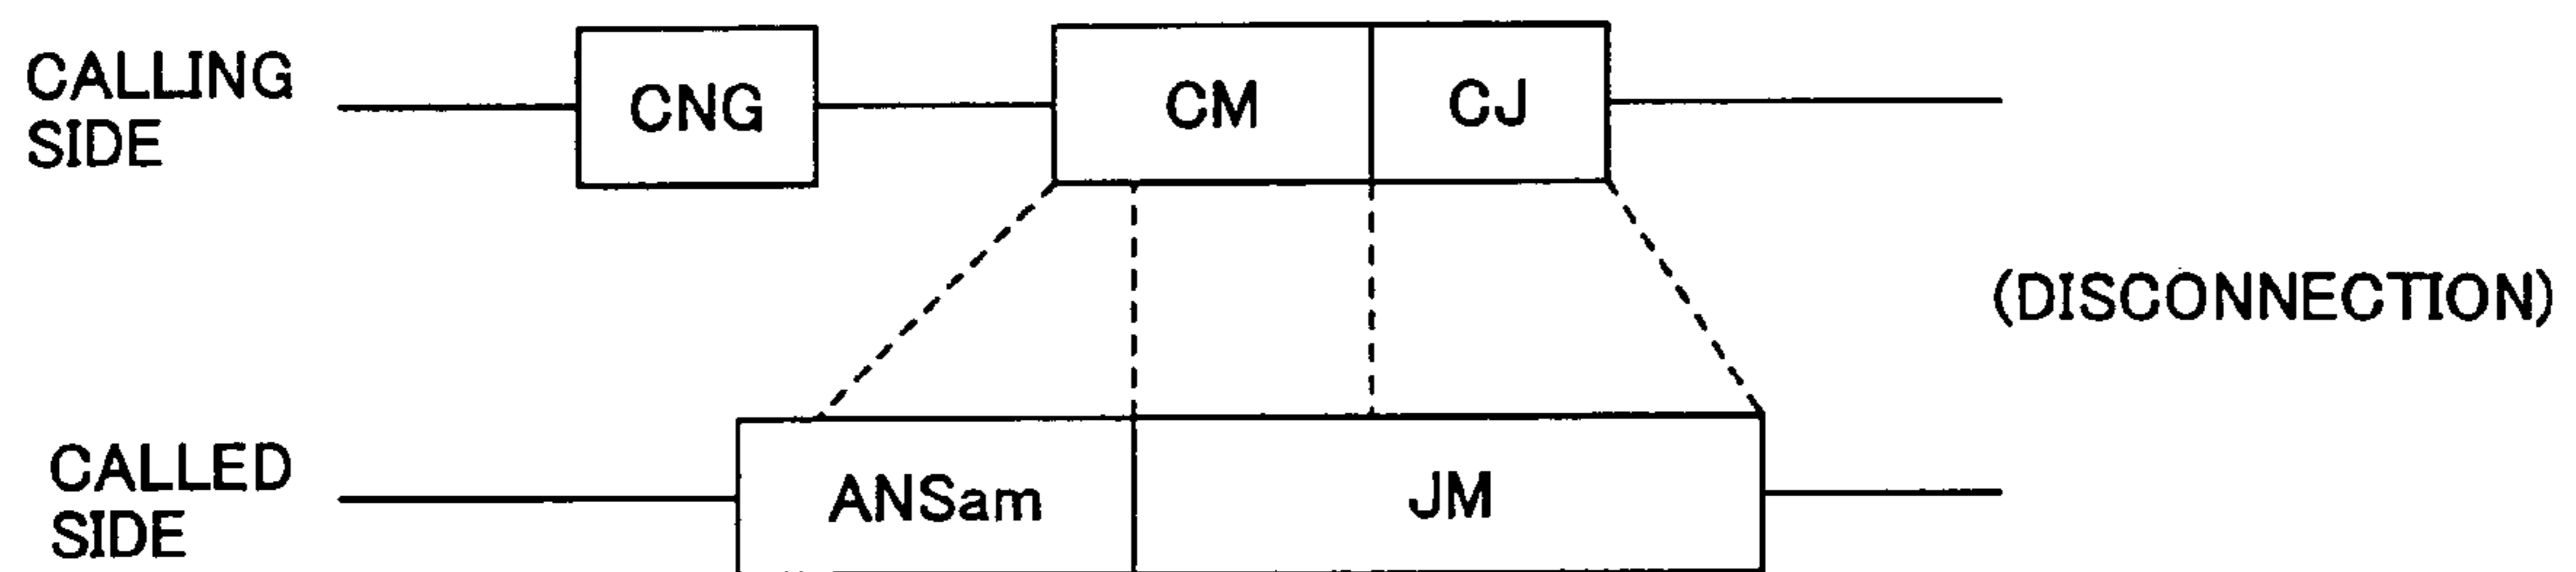 CALLING
SIDE
CNG
CM
CJ
(DISCONNECTION)
CALLED
SIDE
ANSam
JM